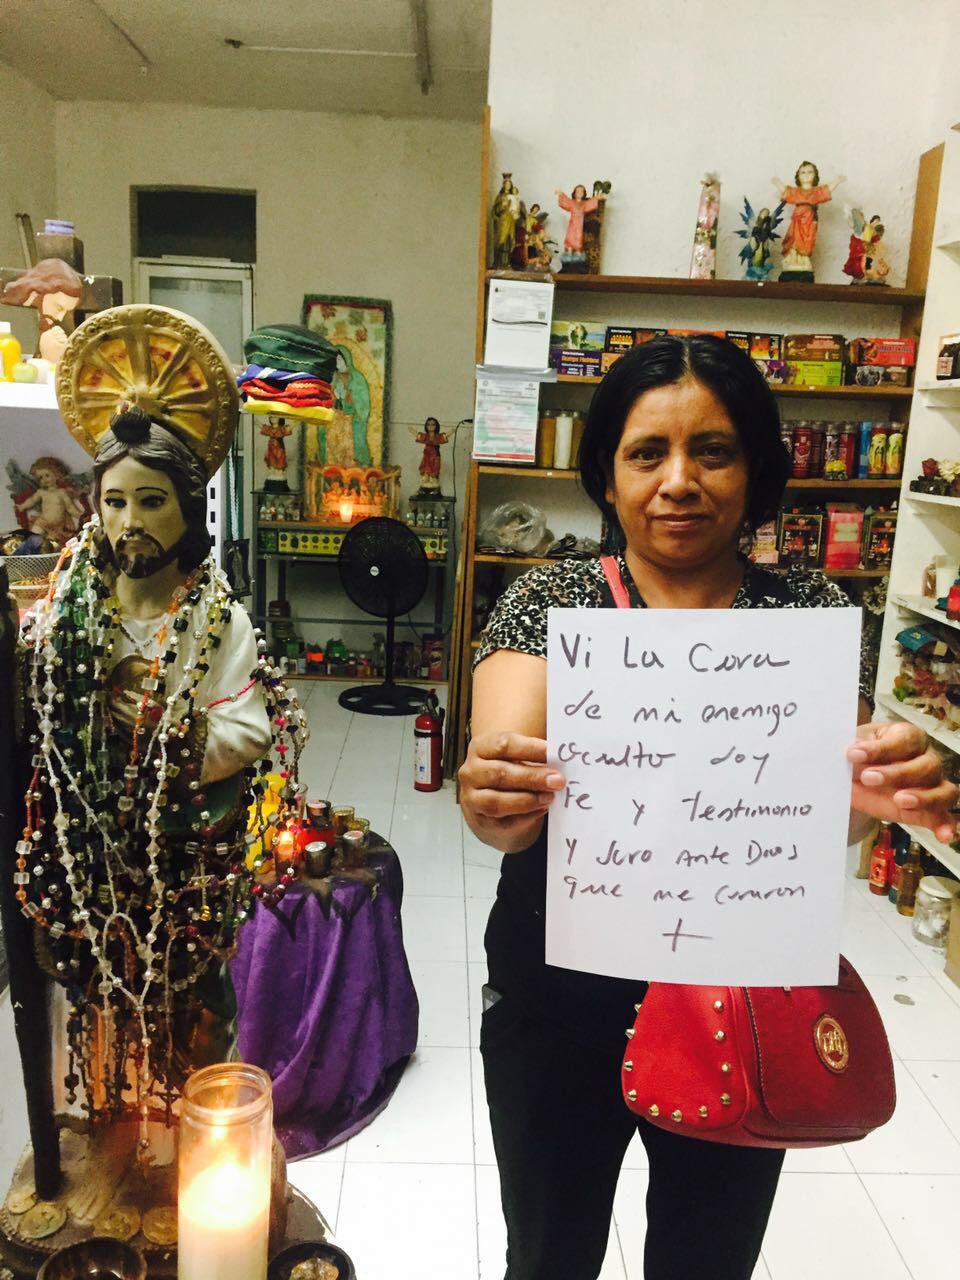 Vi La Cara
de mi enemigo
oculto doy
Fe y Testimonio
Y Juro Ante Dios
que me curaron